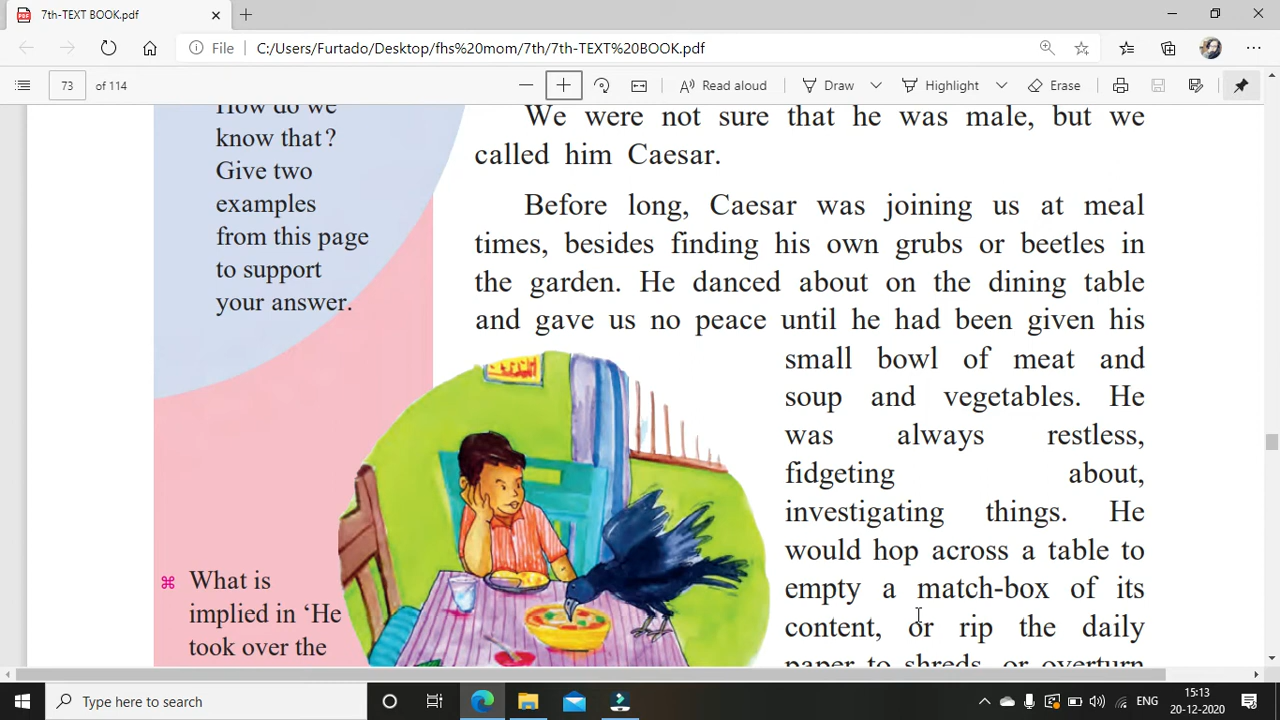 7th-TEXT BOOK.pdf
File C:/Users/Furtado/Desktop/fhs%20mom/7th/7th-TEXT%20BOOK.pdf
73 of 114 Read aloud Draw Highlight Erase
How do we
know that?
Give two
examples
from this page
to support
your answer.
What is
implied in ‘He
took over the
We were not sure that he was male, but we
called him Caesar.
Before long, Caesar was joining us at meal
times, besides finding his own grubs or beetles in
the garden. He danced about on the dining table
and gave us no peace until he had been given his
small bowl of meat and
soup and vegetables. He
was always restless,
fidgeting about,
investigating things. He
would hop across a table to
empty a match-box of its
content, or rip the daily
paper to shreds, or overturn
Type here to search
ENG
15:13
20-12-2020